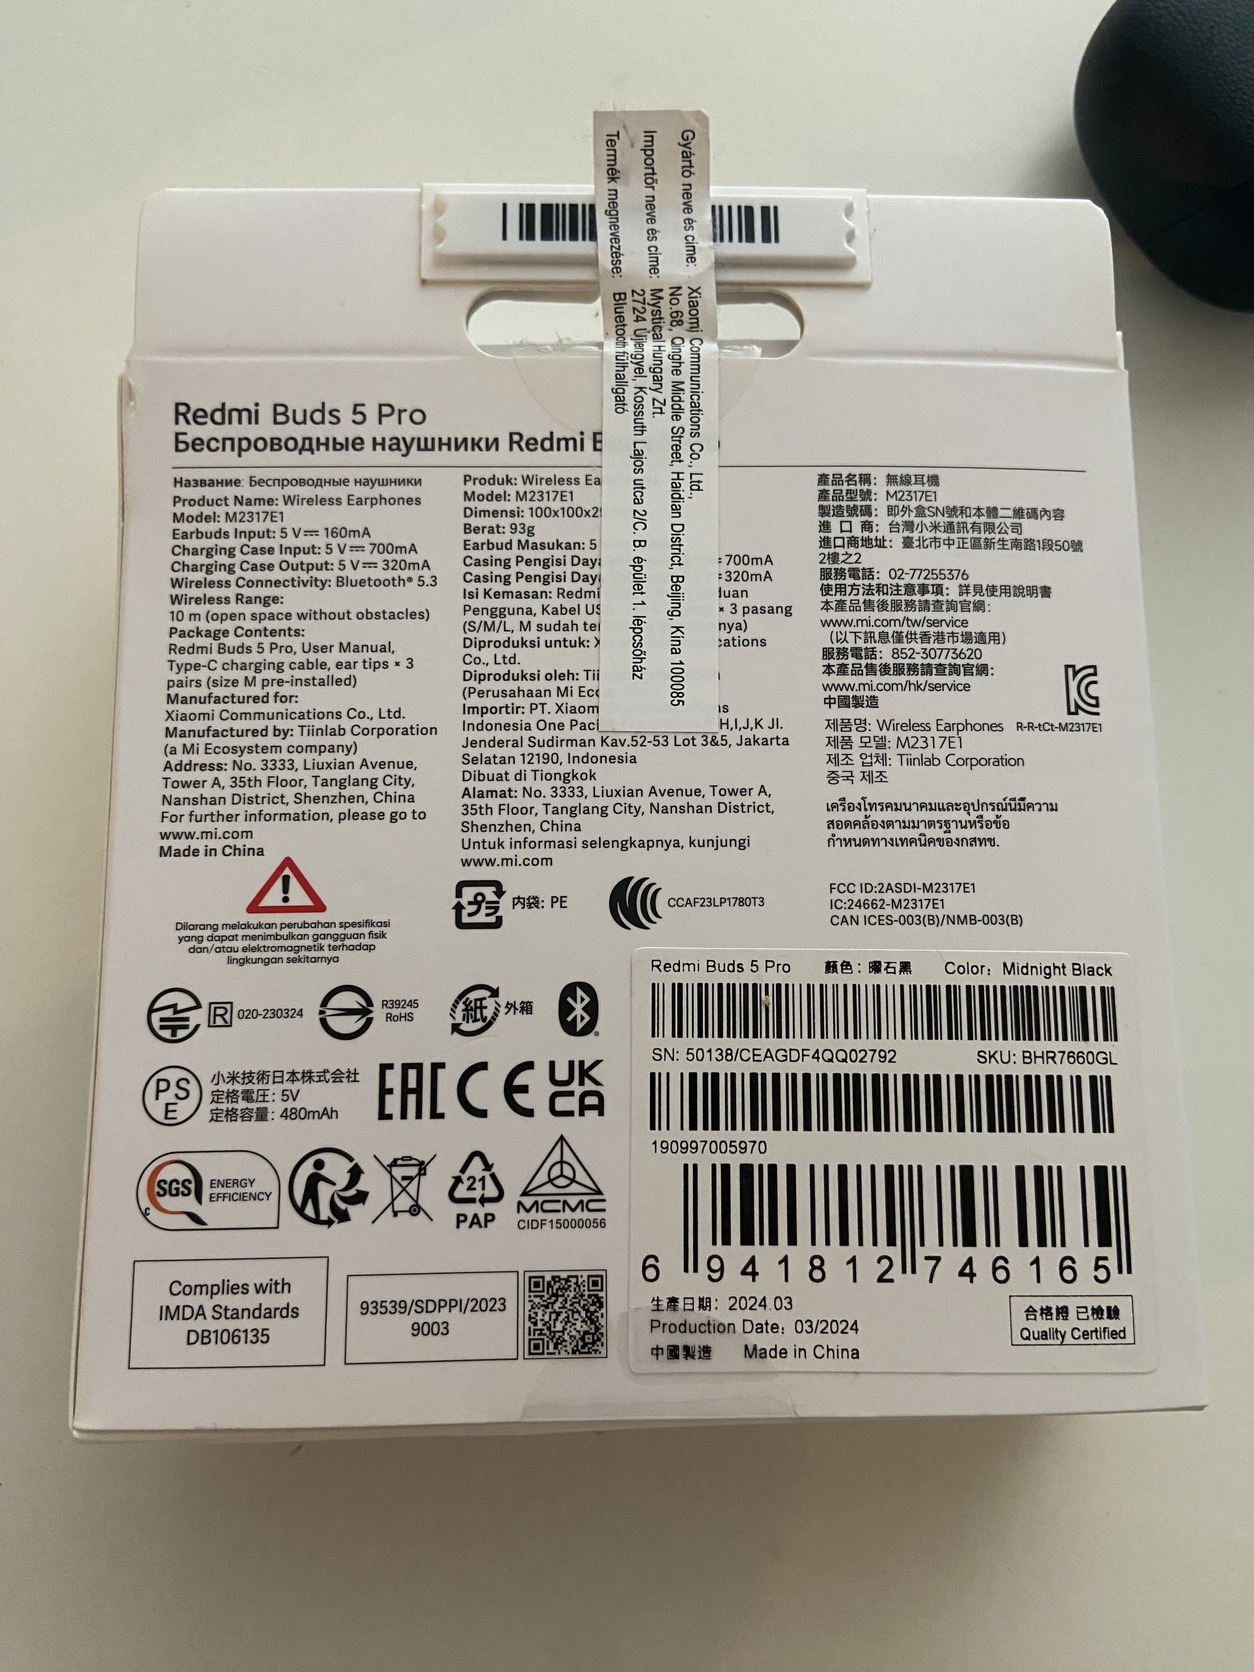 Gyártó neve és címe: Xiaomi Communications Co., Ltd.,
No.68, Qinghe Middle Street, Haidian District, Beijing, Kína 100085
Importőr neve és címe: Mystical Hungary Zrt.
2724 Újlengyel, Kossuth Lajos utca 2/C. B. épület 1. lépcsőház
Termék megnevezése: Bluetooth fülhallgató
Redmi Buds 5 Pro
Беспроводные наушники Redmi
Название: Беспроводные наушники
Product Name: Wireless Earphones
Model: M2317E1
Earbuds Input: 5 V⎓ 160mA
Charging Case Input: 5 V⎓ 700mA
Charging Case Output: 5 V⎓ 320mA
Wireless Connectivity: Bluetooth® 5.3
Wireless Range:
10 m (open space without obstacles)
Package Contents:
Redmi Buds 5 Pro, User Manual,
Type-C charging cable, ear tips × 3
pairs (size M pre-installed)
Manufactured for:
Xiaomi Communications Co., Ltd.
Manufactured by: Tiinlab Corporation
(a Mi Ecosystem company)
Address: No. 3333, Liuxian Avenue,
Tower A, 35th Floor, Tanglang City,
Nanshan District, Shenzhen, China
For further information, please go to
www.mi.com
Made in China
Dilarang melakukan perubahan spesifikasi
yang dapat menimbulkan gangguan fisik
dan/atau elektromagnetik terhadap
lingkungan sekitarnya
Produk: Wireless
Model: M2317E1
Dimensi:
Berat: 93g
Earbud Masukan: 5
Casing Pengisi =700mA
Casing Pengisi =320mA
Isi Kemasan: Redmi
Pengguna, Kabel × 3 pasang
(S/M/L, M sudah
Diproduksi untuk:
Co., Ltd.
Diproduksi oleh:
(Perusahaan Mi
Importir: PT.
Indonesia One H,I,J,K Jl.
Jenderal Sudirman Kav.52-53 Lot 3&5, Jakarta
Selatan 12190, Indonesia
Dibuat di Tiongkok
Alamat: No. 3333, Liuxian Avenue, Tower A,
35th Floor, Tanglang City, Nanshan District,
Shenzhen, China
Untuk informasi selengkapnya, kunjungi
www.mi.com
產品名稱: 無線耳機
產品型號: M2317E1
製造號碼: 即外盒SN號和本體二維碼內容
進 口 商: 台灣小米通訊有限公司
進口商地址: 臺北市中正區新生南路1段50號
2樓之2
服務電話: 02-77255376
使用方法和注意事項: 詳見使用說明書
本產品售後服務請查詢官網:
www.mi.com/tw/service
(以下訊息僅供香港市場適用)
服務電話: 852-30773620
本產品售後服務請查詢官網:
www.mi.com/hk/service
中國製造
제품명: Wireless Earphones R-R-tCt-M2317E1
제품 모델: M2317E1
제조 업체: Tiinlab Corporation
중국 제조
เครื่องโทรคมนาคมและอุปกรณ์นี้มีความ
สอดคล้องตามมาตรฐานหรือข้อ
กำหนดทางเทคนิคของกสทช.
プラ 内袋: PE
CCAF23LP1780T3
FCC ID:2ASDI-M2317E1
IC:24662-M2317E1
CAN ICES-003(B)/NMB-003(B)
R 020-230324
R39245
RoHS
紙 外箱
PS
E
小米技術日本株式会社
定格電圧: 5V
定格容量: 480mAh
EAC CE UK
CA
SGS ENERGY
EFFICIENCY
21
PAP
MCMC
CIDF15000056
Complies with
IMDA Standards
DB106135
93539/SDPPI/2023
9003
Redmi Buds 5 Pro 顏色: 曜石黑 Color: Midnight Black
SN: 50138/CEAGDF4QQ02792 SKU: BHR7660GL
190997005970
6 941812 746165
生產日期: 2024.03
Production Date: 03/2024
中國製造 Made in China
合格證 已檢驗
Quality Certified